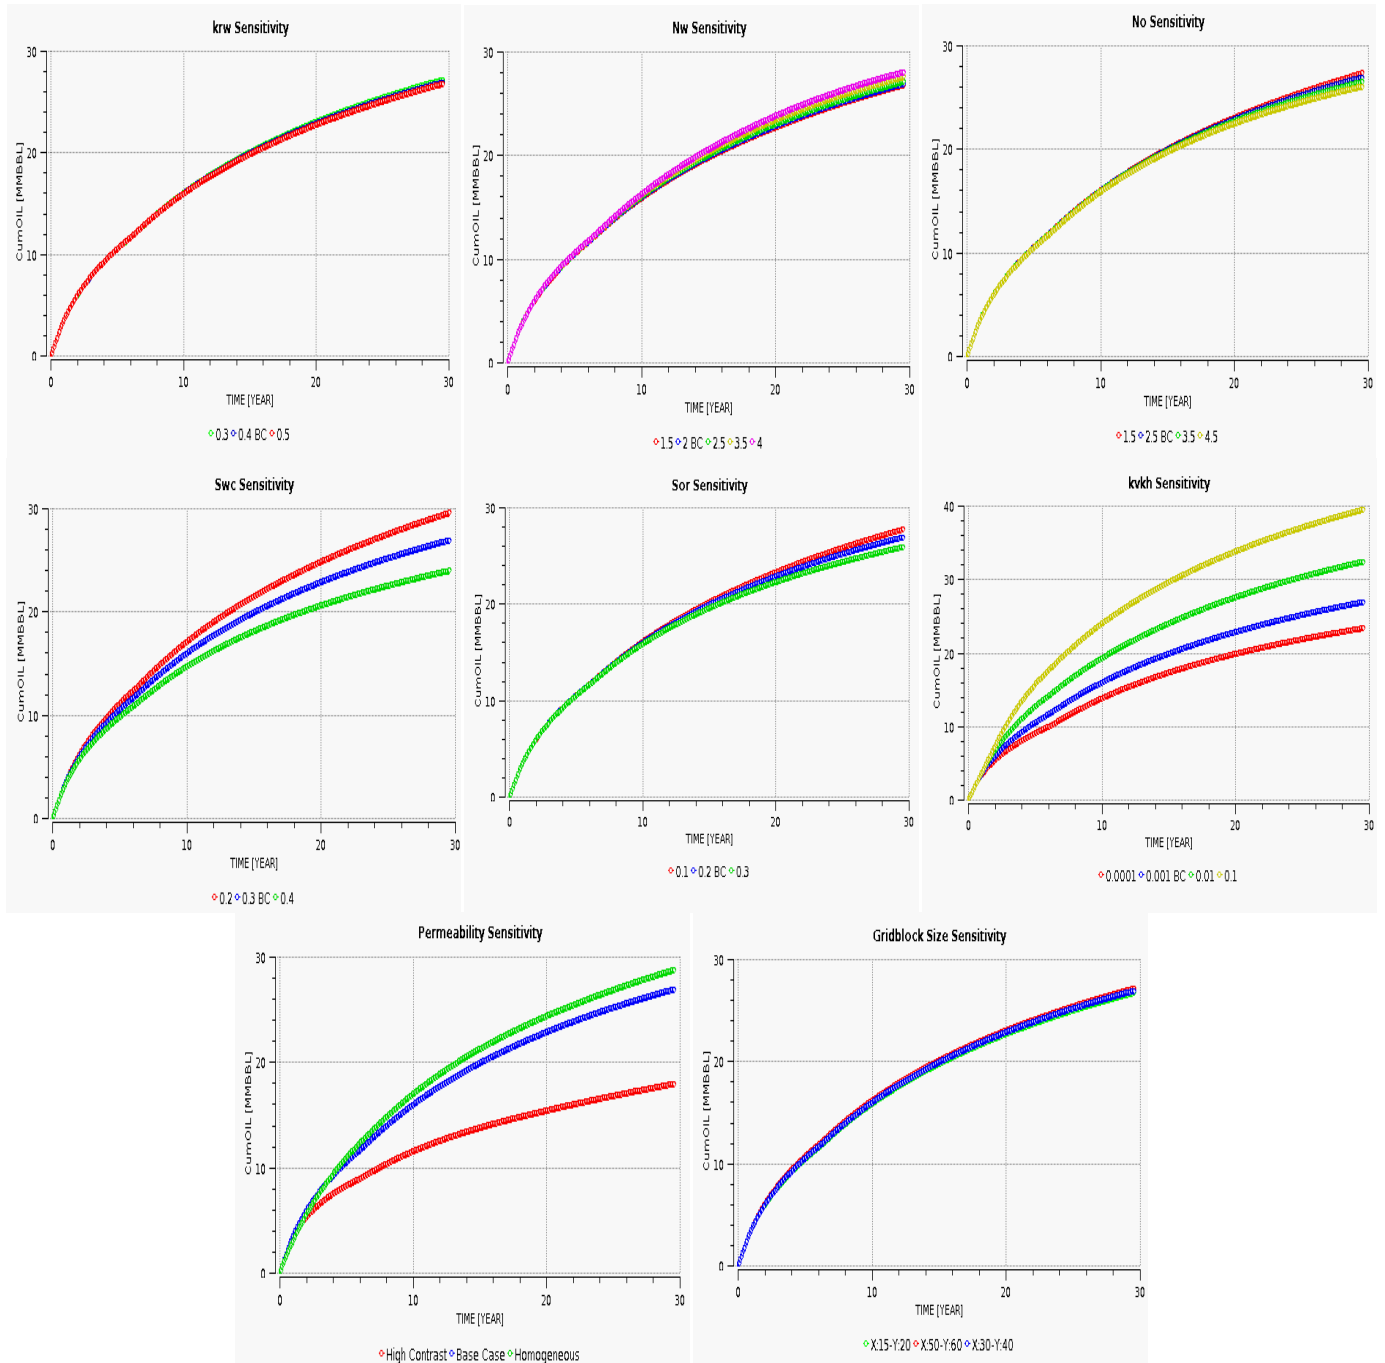 krw Sensitivity
30
20
10
0
CumOIL [MMBBL]
0 10 20 30
TIME [YEAR]
0.3 0.4 BC 0.5
Nw Sensitivity
30
20
10
0
CumOIL [MMBBL]
0 10 20 30
TIME [YEAR]
1.5 2 BC 2.5 3.5 4
No Sensitivity
30
20
10
0
CumOIL [MMBBL]
0 10 20 30
TIME [YEAR]
1.5 2.5 BC 3.5 4.5
Swc Sensitivity
30
20
10
0
CumOIL [MMBBL]
0 10 20 30
TIME [YEAR]
0.2 0.3 BC 0.4
Sor Sensitivity
30
20
10
0
CumOIL [MMBBL]
0 10 20 30
TIME [YEAR]
0.1 0.2 BC 0.3
kvkh Sensitivity
40
30
20
10
0
CumOIL [MMBBL]
0 10 20 30
TIME [YEAR]
0.0001 0.001 BC 0.01 0.1
Permeability Sensitivity
30
20
10
0
CumOIL [MMBBL]
0 10 20 30
TIME [YEAR]
High Contrast Base Case Homogeneous
Gridblock Size Sensitivity
30
20
10
0
CumOIL [MMBBL]
0 10 20 30
TIME [YEAR]
X:15-Y:20 X:50-Y:60 X:30-Y:40